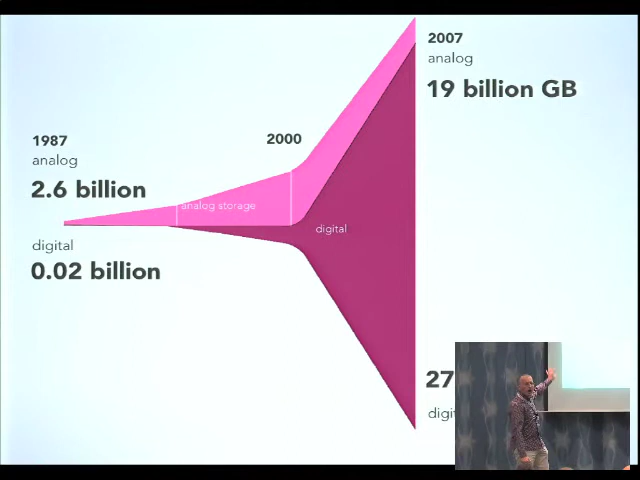 2007
analog
19 billion GB
1987
analog
2.6 billion
2000
analog storage
digital
digital
0.02 billion
27